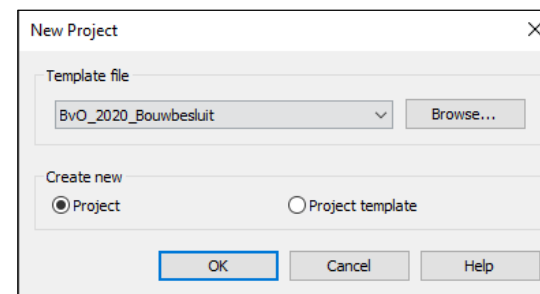 New Project
Template file
BvO_2020_Bouwbesluit
Browse...
Create new
Project
Project template
OK
Cancel
Help